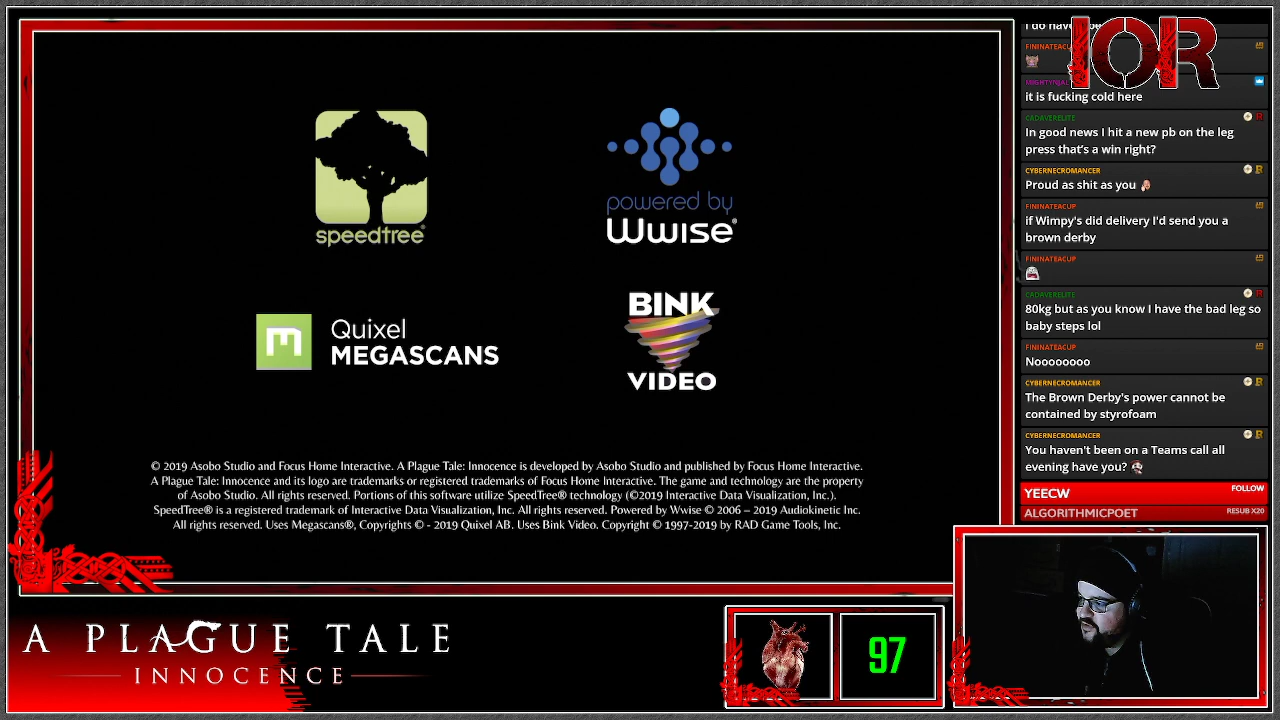 speedtree®
powered by
Wwise®
Quixel
MEGASCANS
BINK
VIDEO
© 2019 Asobo Studio and Focus Home Interactive. A Plague Tale: Innocence is developed by Asobo Studio and published by Focus Home Interactive.
A Plague Tale: Innocence and its logo are trademarks or registered trademarks of Focus Home Interactive. The game and technology are the property
of Asobo Studio. All rights reserved. Portions of this software utilize SpeedTree® technology (©2019 Interactive Data Visualization, Inc.).
SpeedTree® is a registered trademark of Interactive Data Visualization, Inc. All rights reserved. Powered by Wwise © 2006 – 2019 Audiokinetic Inc.
All rights reserved. Uses Megascans®, Copyrights © - 2019 Quixel AB. Uses Bink Video. Copyright © 1997-2019 by RAD Game Tools, Inc.
A PLAGUE TALE
INNOCENCE
97
IOR
I do have
FININATEACUP
it is fucking cold here
CADAVERELITE
In good news I hit a new pb on the leg
press that's a win right?
CYBERNECROMANCER
Proud as shit as you
FININATEACUP
if Wimpy's did delivery I'd send you a
brown derby
FININATEACUP
CADAVERELITE
80kg but as you know I have the bad leg so
baby steps lol
FININATEACUP
Noooooooo
CYBERNECROMANCER
The Brown Derby's power cannot be
contained by styrofoam
CYBERNECROMANCER
You haven't been on a Teams call all
evening have you?
YEECW FOLLOW
ALGORITHMICPOET RESUB X20